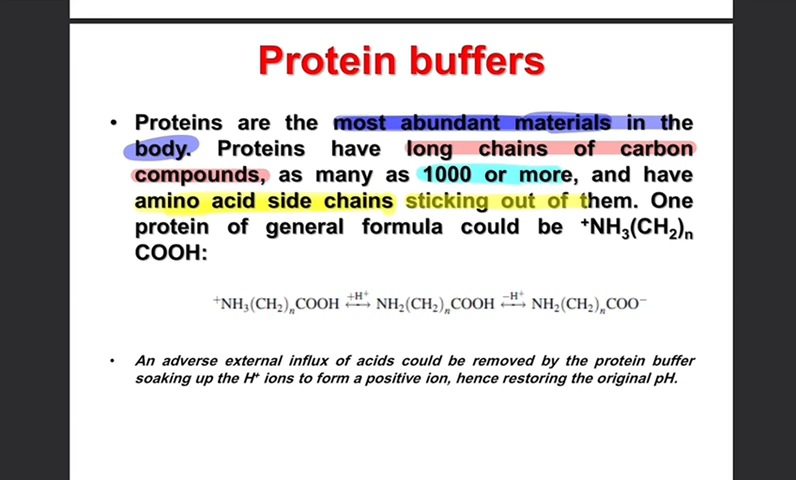 Protein buffers
• Proteins are the most abundant materials in the
body. Proteins have long chains of carbon
compounds, as many as 1000 or more, and have
amino acid side chains sticking out of them. One
protein of general formula could be ⁺NH₃(CH₂)ₙ
COOH:
⁺NH₃(CH₂)ₙCOOH +H⁺ ⟷ NH₂(CH₂)ₙCOOH −H⁺ ⟷ NH₂(CH₂)ₙCOO⁻
• An adverse external influx of acids could be removed by the protein buffer
soaking up the H⁺ ions to form a positive ion, hence restoring the original pH.